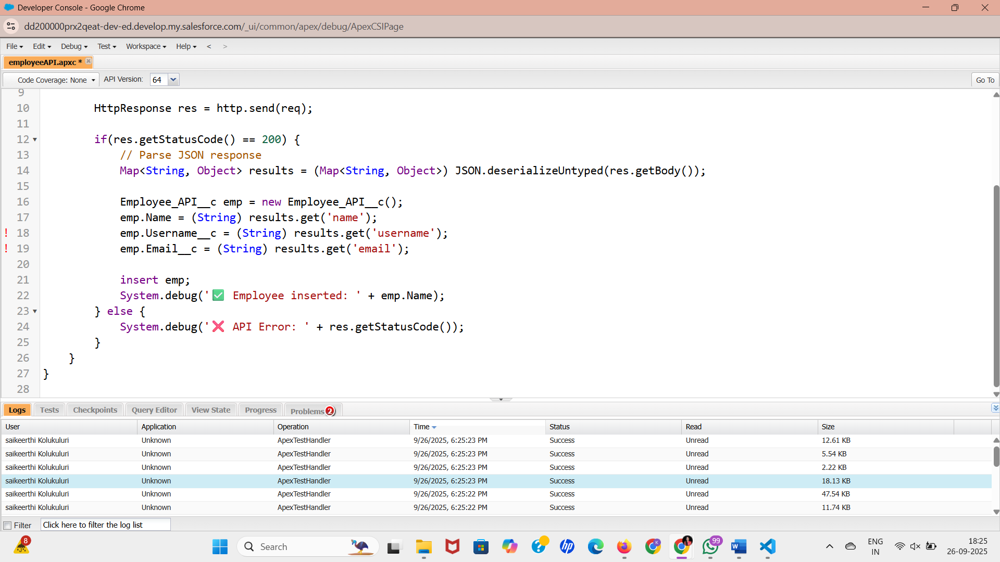 Developer Console - Google Chrome
dd200000prx2qeat-dev-ed.develop.my.salesforce.com/_ui/common/apex/debug/ApexCSIPage
File Edit Debug Test Workspace Help < >
employeeAPI.apxc *
Code Coverage: None API Version: 64 Go To
9
10 HttpResponse res = http.send(req);
11
12 if(res.getStatusCode() == 200) {
13 // Parse JSON response
14 Map<String, Object> results = (Map<String, Object>) JSON.deserializeUntyped(res.getBody());
15
16 Employee_API__c emp = new Employee_API__c();
17 emp.Name = (String) results.get('name');
! 18 emp.Username__c = (String) results.get('username');
! 19 emp.Email__c = (String) results.get('email');
20
21 insert emp;
22 System.debug('✅ Employee inserted: ' + emp.Name);
23 } else {
24 System.debug('❌ API Error: ' + res.getStatusCode());
25 }
26 }
27 }
28
Logs Tests Checkpoints Query Editor View State Progress Problems 2
User Application Operation Time Status Read Size
saikeerthi Kolukuluri Unknown ApexTestHandler 9/26/2025, 6:25:23 PM Success Unread 12.61 KB
saikeerthi Kolukuluri Unknown ApexTestHandler 9/26/2025, 6:25:23 PM Success Unread 5.54 KB
saikeerthi Kolukuluri Unknown ApexTestHandler 9/26/2025, 6:25:23 PM Success Unread 2.22 KB
saikeerthi Kolukuluri Unknown ApexTestHandler 9/26/2025, 6:25:23 PM Success Unread 18.13 KB
saikeerthi Kolukuluri Unknown ApexTestHandler 9/26/2025, 6:25:22 PM Success Unread 47.54 KB
saikeerthi Kolukuluri Unknown ApexTestHandler 9/26/2025, 6:25:22 PM Success Unread 11.74 KB
Filter Click here to filter the log list
8 Search 99 ENG 18:25
IN 26-09-2025